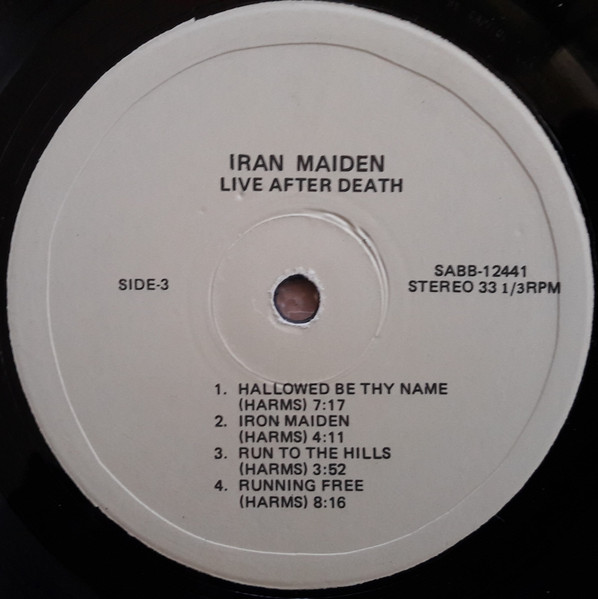 IRAN MAIDEN
LIVE AFTER DEATH
SIDE-3
SABB-12441
STEREO 33 1/3RPM
1. HALLOWED BE THY NAME
(HARMS) 7:17
2. IRON MAIDEN
(HARMS) 4:11
3. RUN TO THE HILLS
(HARMS) 3:52
4. RUNNING FREE
(HARMS) 8:16